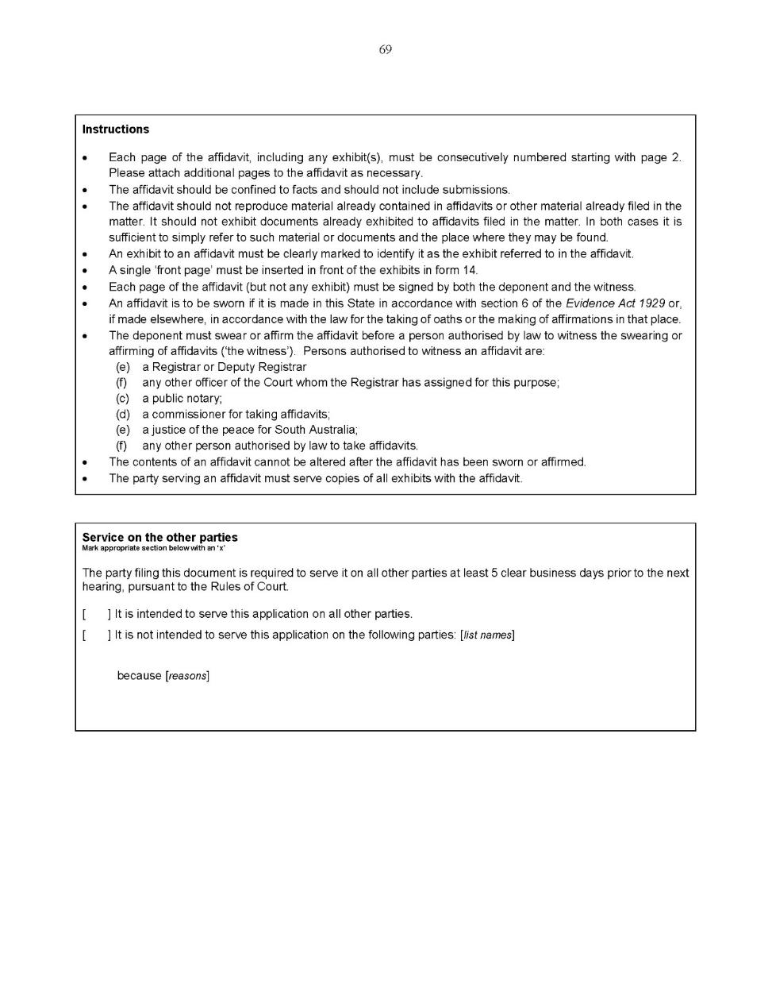 69
Instructions
• Each page of the affidavit, including any exhibit(s), must be consecutively numbered starting with page 2.
Please attach additional pages to the affidavit as necessary.
• The affidavit should be confined to facts and should not include submissions.
• The affidavit should not reproduce material already contained in affidavits or other material already filed in the
matter. It should not exhibit documents already exhibited to affidavits filed in the matter. In both cases it is
sufficient to simply refer to such material or documents and the place where they may be found.
• An exhibit to an affidavit must be clearly marked to identify it as the exhibit referred to in the affidavit.
• A single ‘front page’ must be inserted in front of the exhibits in form 14.
• Each page of the affidavit (but not any exhibit) must be signed by both the deponent and the witness.
• An affidavit is to be sworn if it is made in this State in accordance with section 6 of the Evidence Act 1929 or,
if made elsewhere, in accordance with the law for the taking of oaths or the making of affirmations in that place.
• The deponent must swear or affirm the affidavit before a person authorised by law to witness the swearing or
affirming of affidavits (‘the witness’). Persons authorised to witness an affidavit are:
(e) a Registrar or Deputy Registrar
(f) any other officer of the Court whom the Registrar has assigned for this purpose;
(c) a public notary;
(d) a commissioner for taking affidavits;
(e) a justice of the peace for South Australia;
(f) any other person authorised by law to take affidavits.
• The contents of an affidavit cannot be altered after the affidavit has been sworn or affirmed.
• The party serving an affidavit must serve copies of all exhibits with the affidavit.
Service on the other parties
Mark appropriate section below with an ‘x’
The party filing this document is required to serve it on all other parties at least 5 clear business days prior to the next
hearing, pursuant to the Rules of Court.
[ ] It is intended to serve this application on all other parties.
[ ] It is not intended to serve this application on the following parties: [list names]
because [reasons]